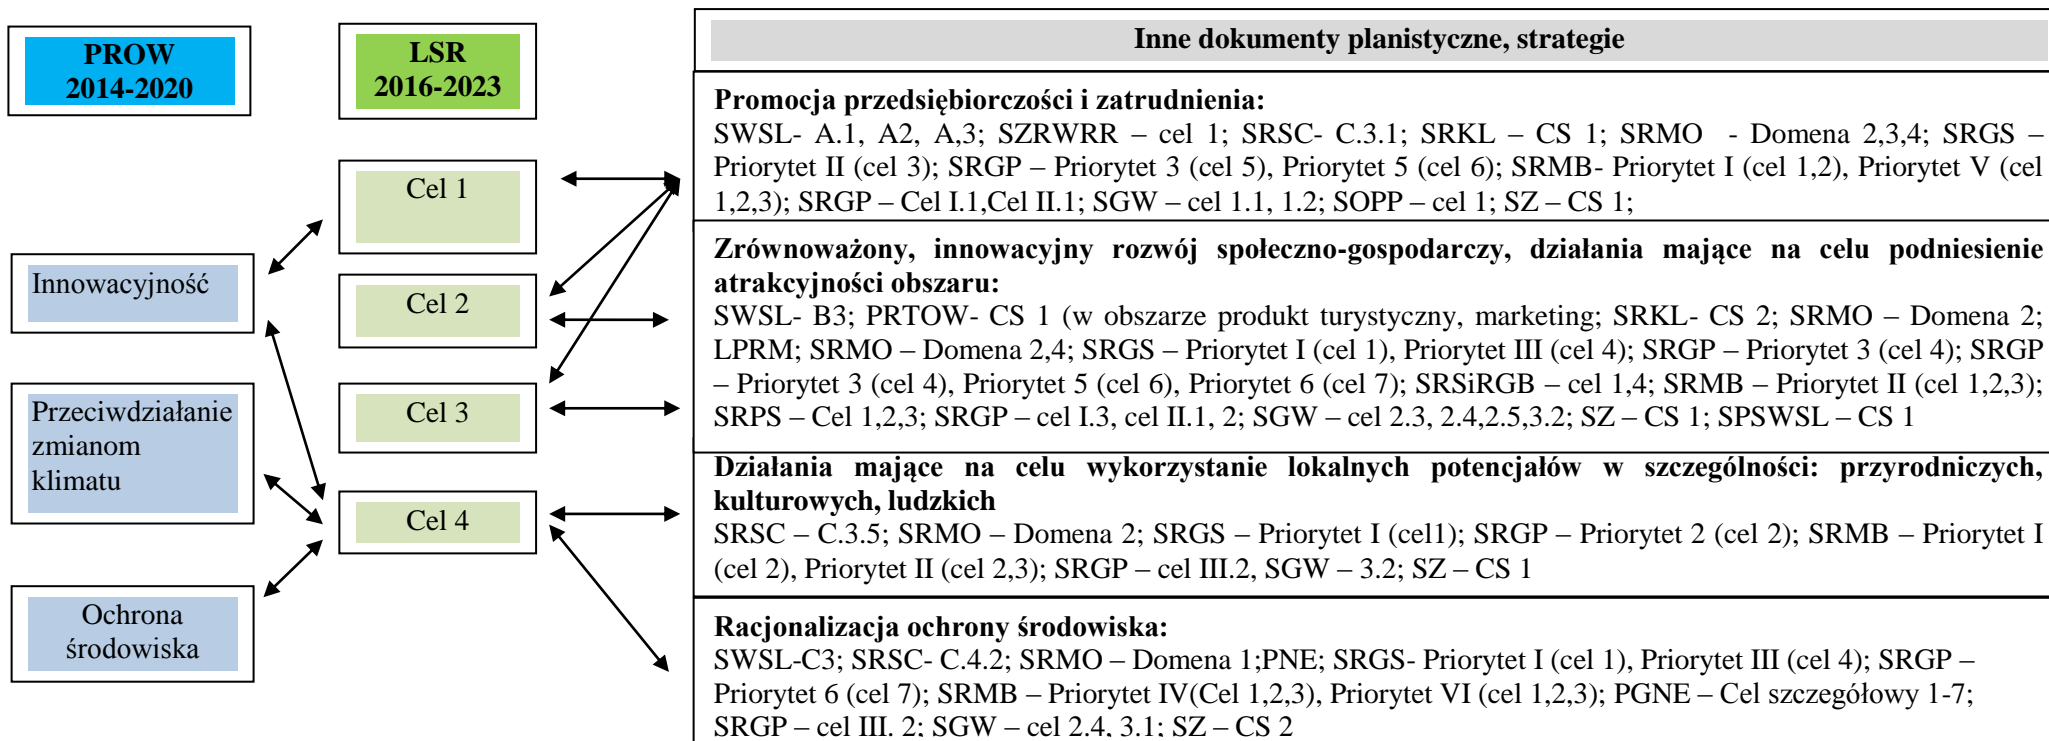 PROW
2014-2020
LSR
2016-2023
Inne dokumenty planistyczne, strategie
Innowacyjność
Przeciwdziałanie
zmianom
klimatu
Ochrona
środowiska
Cel 1
Cel 2
Cel 3
Cel 4
Promocja przedsiębiorczości i zatrudnienia:
SWSL- A.1, A2, A,3; SZRWRR – cel 1; SRSC- C.3.1; SRKL – CS 1; SRMO - Domena 2,3,4; SRGS –
Priorytet II (cel 3); SRGP – Priorytet 3 (cel 5), Priorytet 5 (cel 6); SRMB- Priorytet I (cel 1,2), Priorytet V (cel
1,2,3); SRGP – Cel I.1,Cel II.1; SGW – cel 1.1, 1.2; SOPP – cel 1; SZ – CS 1;
Zrównoważony, innowacyjny rozwój społeczno-gospodarczy, działania mające na celu podniesienie
atrakcyjności obszaru:
SWSL- B3; PRTOW- CS 1 (w obszarze produkt turystyczny, marketing; SRKL- CS 2; SRMO – Domena 2;
LPRM; SRMO – Domena 2,4; SRGS – Priorytet I (cel 1), Priorytet III (cel 4); SRGP – Priorytet 3 (cel 4); SRGP
– Priorytet 3 (cel 4), Priorytet 5 (cel 6), Priorytet 6 (cel 7); SRSiRGB – cel 1,4; SRMB – Priorytet II (cel 1,2,3);
SRPS – Cel 1,2,3; SRGP – cel I.3, cel II.1, 2; SGW – cel 2.3, 2.4,2.5,3.2; SZ – CS 1; SPSWSL – CS 1
Działania mające na celu wykorzystanie lokalnych potencjałów w szczególności: przyrodniczych,
kulturowych, ludzkich
SRSC – C.3.5; SRMO – Domena 2; SRGS – Priorytet I (cel1); SRGP – Priorytet 2 (cel 2); SRMB – Priorytet I
(cel 2), Priorytet II (cel 2,3); SRGP – cel III.2, SGW – 3.2; SZ – CS 1
Racjonalizacja ochrony środowiska:
SWSL-C3; SRSC- C.4.2; SRMO – Domena 1;PNE; SRGS- Priorytet I (cel 1), Priorytet III (cel 4); SRGP –
Priorytet 6 (cel 7); SRMB – Priorytet IV(Cel 1,2,3), Priorytet VI (cel 1,2,3); PGNE – Cel szczegółowy 1-7;
SRGP – cel III. 2; SGW – cel 2.4, 3.1; SZ – CS 2